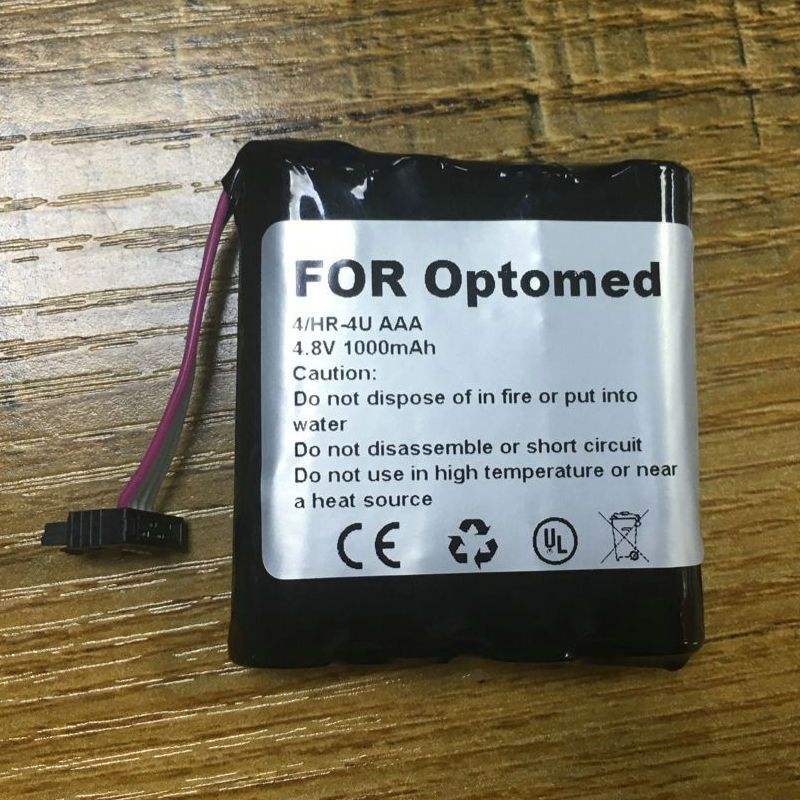 FOR Optomed
4/HR-4U AAA
4.8V 1000mAh
Caution:
Do not dispose of in fire or put into
water
Do not disassemble or short circuit
Do not use in high temperature or near
a heat source
CE UL